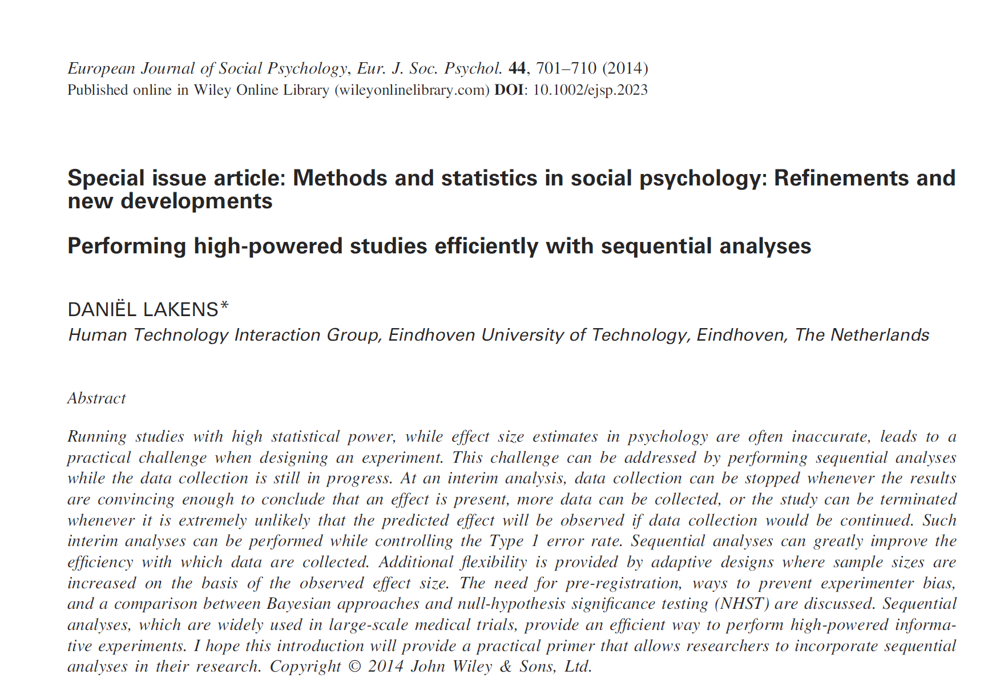 European Journal of Social Psychology, Eur. J. Soc. Psychol. 44, 701–710 (2014)
Published online in Wiley Online Library (wileyonlinelibrary.com) DOI: 10.1002/ejsp.2023
Special issue article: Methods and statistics in social psychology: Refinements and
new developments
Performing high-powered studies efficiently with sequential analyses
DANIËL LAKENS*
Human Technology Interaction Group, Eindhoven University of Technology, Eindhoven, The Netherlands
Abstract
Running studies with high statistical power, while effect size estimates in psychology are often inaccurate, leads to a
practical challenge when designing an experiment. This challenge can be addressed by performing sequential analyses
while the data collection is still in progress. At an interim analysis, data collection can be stopped whenever the results
are convincing enough to conclude that an effect is present, more data can be collected, or the study can be terminated
whenever it is extremely unlikely that the predicted effect will be observed if data collection would be continued. Such
interim analyses can be performed while controlling the Type 1 error rate. Sequential analyses can greatly improve the
efficiency with which data are collected. Additional flexibility is provided by adaptive designs where sample sizes are
increased on the basis of the observed effect size. The need for pre-registration, ways to prevent experimenter bias,
and a comparison between Bayesian approaches and null-hypothesis significance testing (NHST) are discussed. Sequential
analyses, which are widely used in large-scale medical trials, provide an efficient way to perform high-powered informa-
tive experiments. I hope this introduction will provide a practical primer that allows researchers to incorporate sequential
analyses in their research. Copyright © 2014 John Wiley & Sons, Ltd.